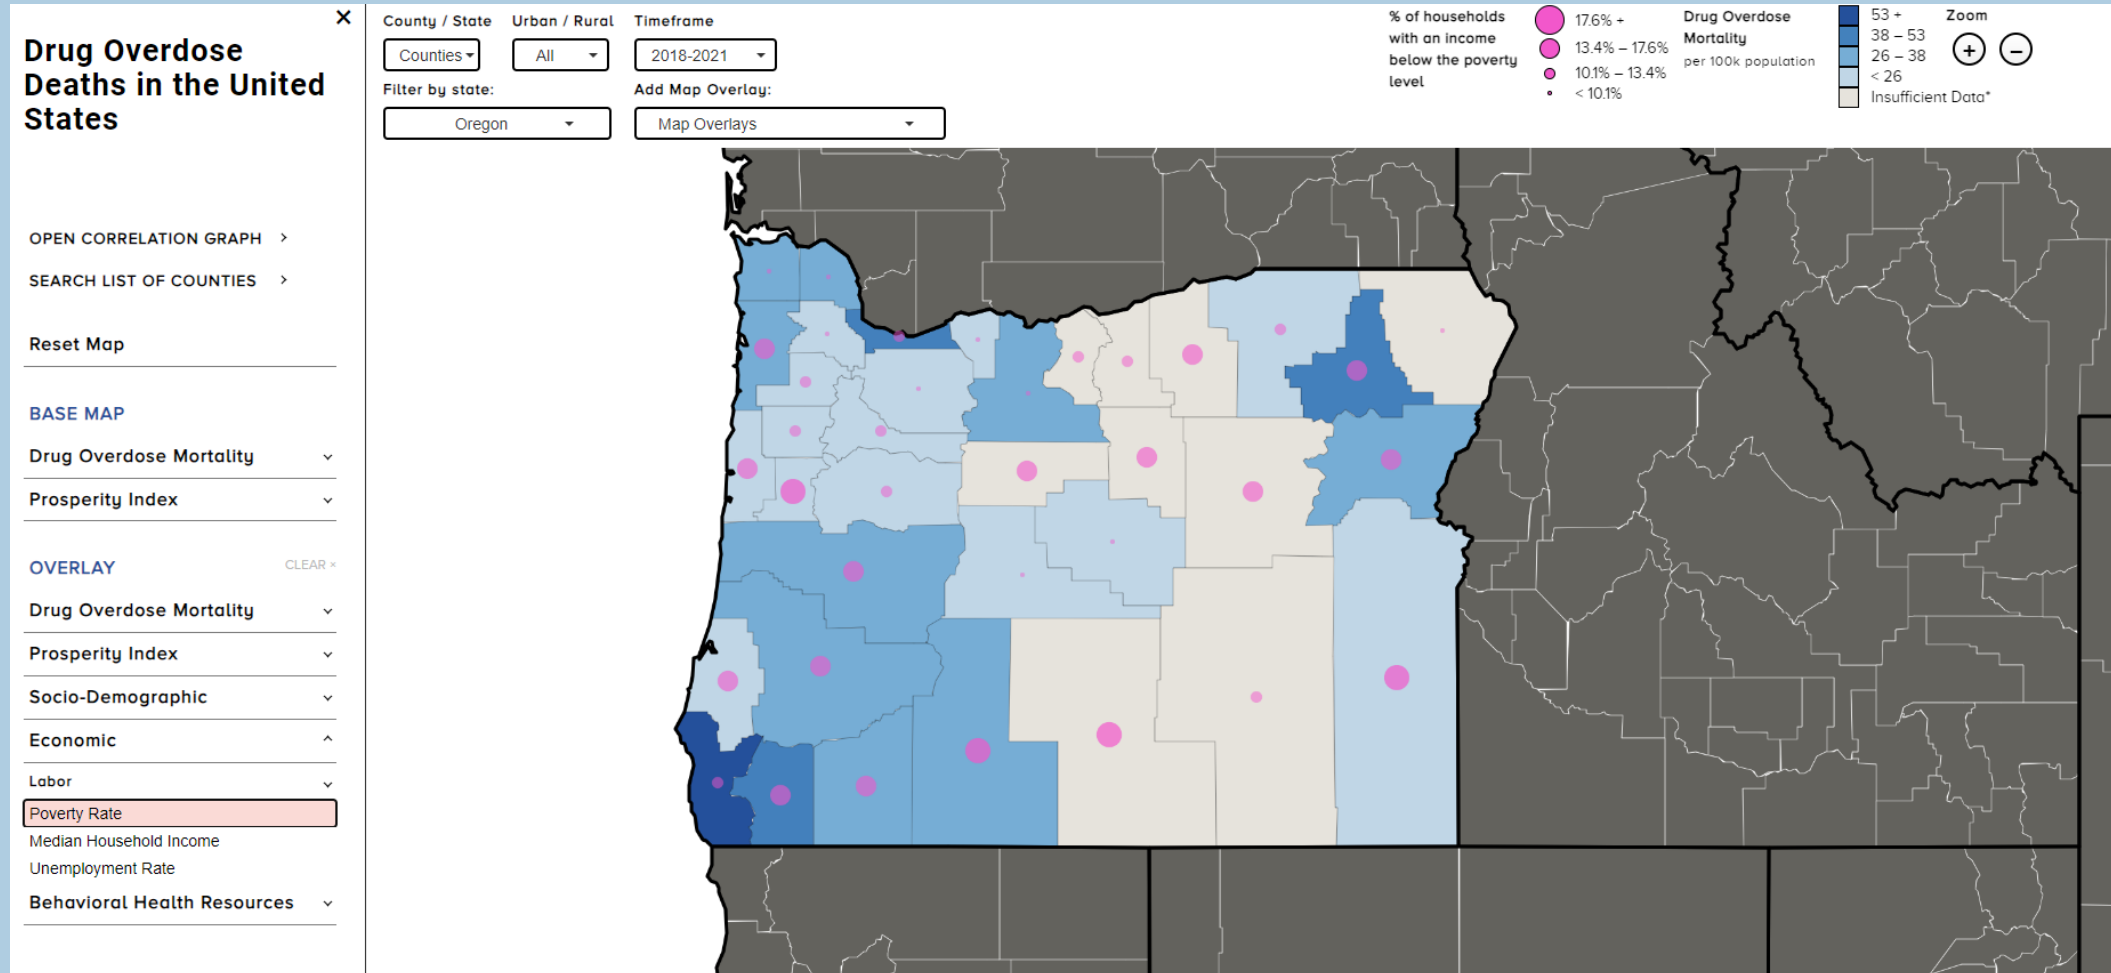 Drug Overdose
Deaths in the United
States
OPEN CORRELATION GRAPH
SEARCH LIST OF COUNTIES
Reset Map
BASE MAP
Drug Overdose Mortality
Prosperity Index
OVERLAY
CLEAR ×
Drug Overdose Mortality
Prosperity Index
Socio-Demographic
Economic
Labor
Poverty Rate
Median Household Income
Unemployment Rate
Behavioral Health Resources
County / State
Urban / Rural
Timeframe
Counties
All
2018-2021
Filter by state:
Add Map Overlay:
Oregon
Map Overlays
% of households
with an income
below the poverty
level
17.6% +
13.4% – 17.6%
10.1% – 13.4%
< 10.1%
Drug Overdose
Mortality
per 100k population
53 +
38 – 53
26 – 38
< 26
Insufficient Data*
Zoom
+
−